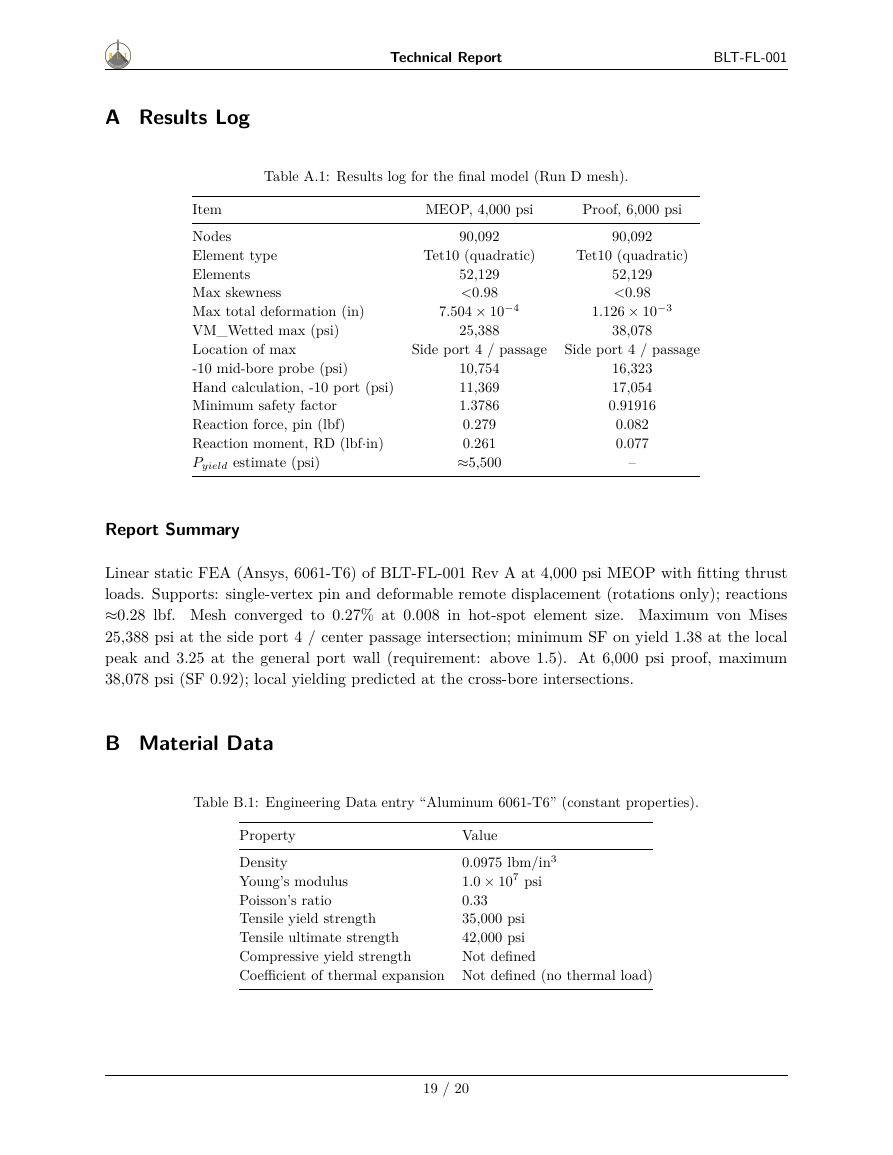 Technical Report
BLT-FL-001
A Results Log
Table A.1: Results log for the final model (Run D mesh).
Item MEOP, 4,000 psi Proof, 6,000 psi
Nodes 90,092 90,092
Element type Tet10 (quadratic) Tet10 (quadratic)
Elements 52,129 52,129
Max skewness <0.98 <0.98
Max total deformation (in) 7.504 × 10⁻⁴ 1.126 × 10⁻³
VM_Wetted max (psi) 25,388 38,078
Location of max Side port 4 / passage Side port 4 / passage
-10 mid-bore probe (psi) 10,754 16,323
Hand calculation, -10 port (psi) 11,369 17,054
Minimum safety factor 1.3786 0.91916
Reaction force, pin (lbf) 0.279 0.082
Reaction moment, RD (lbf·in) 0.261 0.077
P_yield estimate (psi) ≈5,500 –
Report Summary
Linear static FEA (Ansys, 6061-T6) of BLT-FL-001 Rev A at 4,000 psi MEOP with fitting thrust
loads. Supports: single-vertex pin and deformable remote displacement (rotations only); reactions
≈0.28 lbf. Mesh converged to 0.27% at 0.008 in hot-spot element size. Maximum von Mises
25,388 psi at the side port 4 / center passage intersection; minimum SF on yield 1.38 at the local
peak and 3.25 at the general port wall (requirement: above 1.5). At 6,000 psi proof, maximum
38,078 psi (SF 0.92); local yielding predicted at the cross-bore intersections.
B Material Data
Table B.1: Engineering Data entry “Aluminum 6061-T6” (constant properties).
Property Value
Density 0.0975 lbm/in³
Young’s modulus 1.0 × 10⁷ psi
Poisson’s ratio 0.33
Tensile yield strength 35,000 psi
Tensile ultimate strength 42,000 psi
Compressive yield strength Not defined
Coefficient of thermal expansion Not defined (no thermal load)
19 / 20